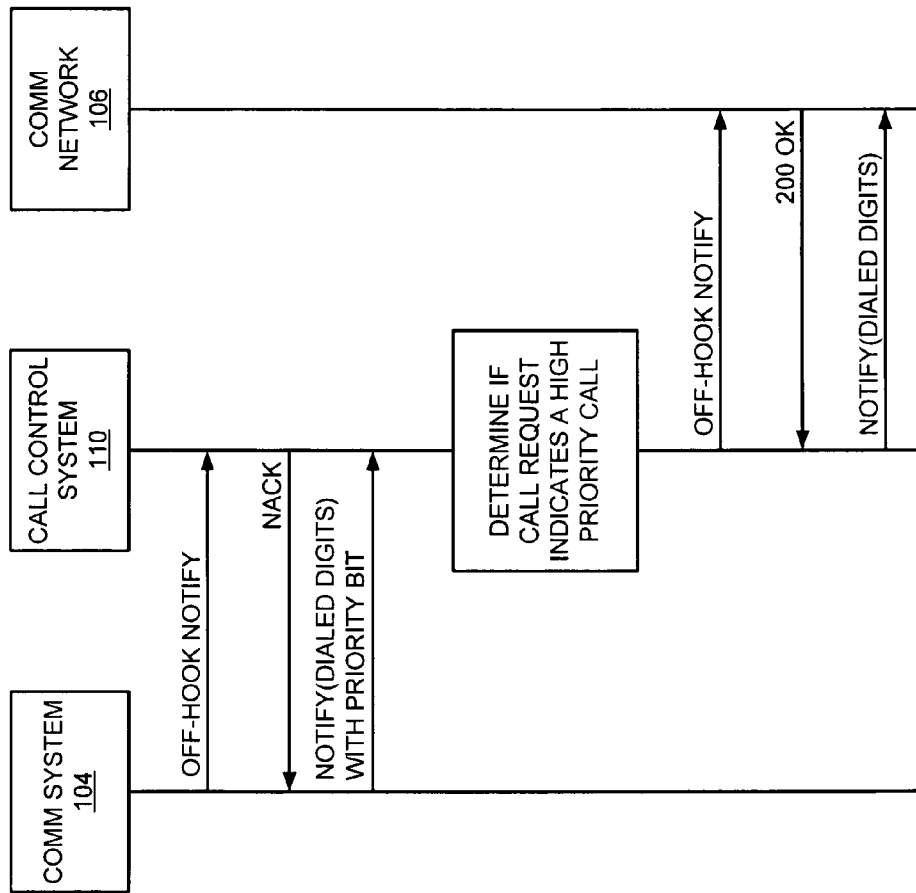 COMM SYSTEM
104
CALL CONTROL
SYSTEM
110
COMM
NETWORK
106
OFF-HOOK NOTIFY
NACK
NOTIFY(DIALED DIGITS)
WITH PRIORITY BIT
DETERMINE IF
CALL REQUEST
INDICATES A HIGH
PRIORITY CALL
OFF-HOOK NOTIFY
200 OK
NOTIFY(DIALED DIGITS)